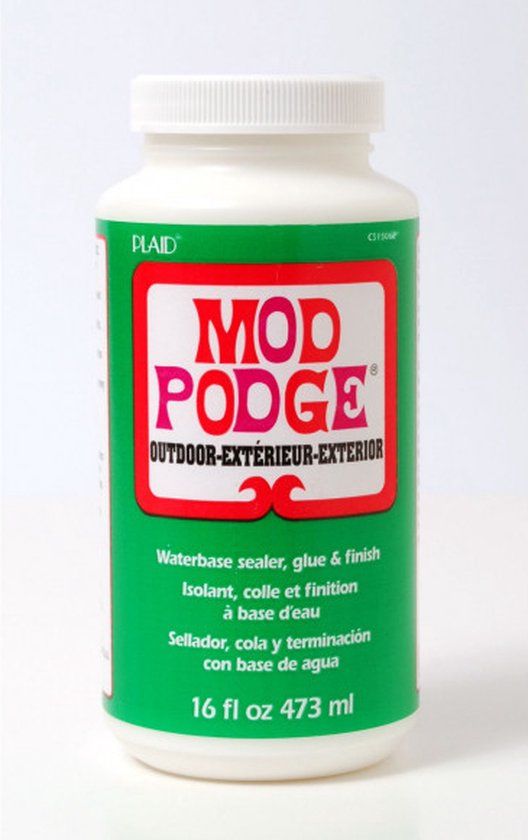 PLAID™
MOD
PODGE®
OUTDOOR-EXTÉRIEUR-EXTERIOR
Waterbase sealer, glue & finish
Isolant, colle et finition
à base d'eau
Sellador, cola y terminación
con base de agua
16 fl oz 473 ml